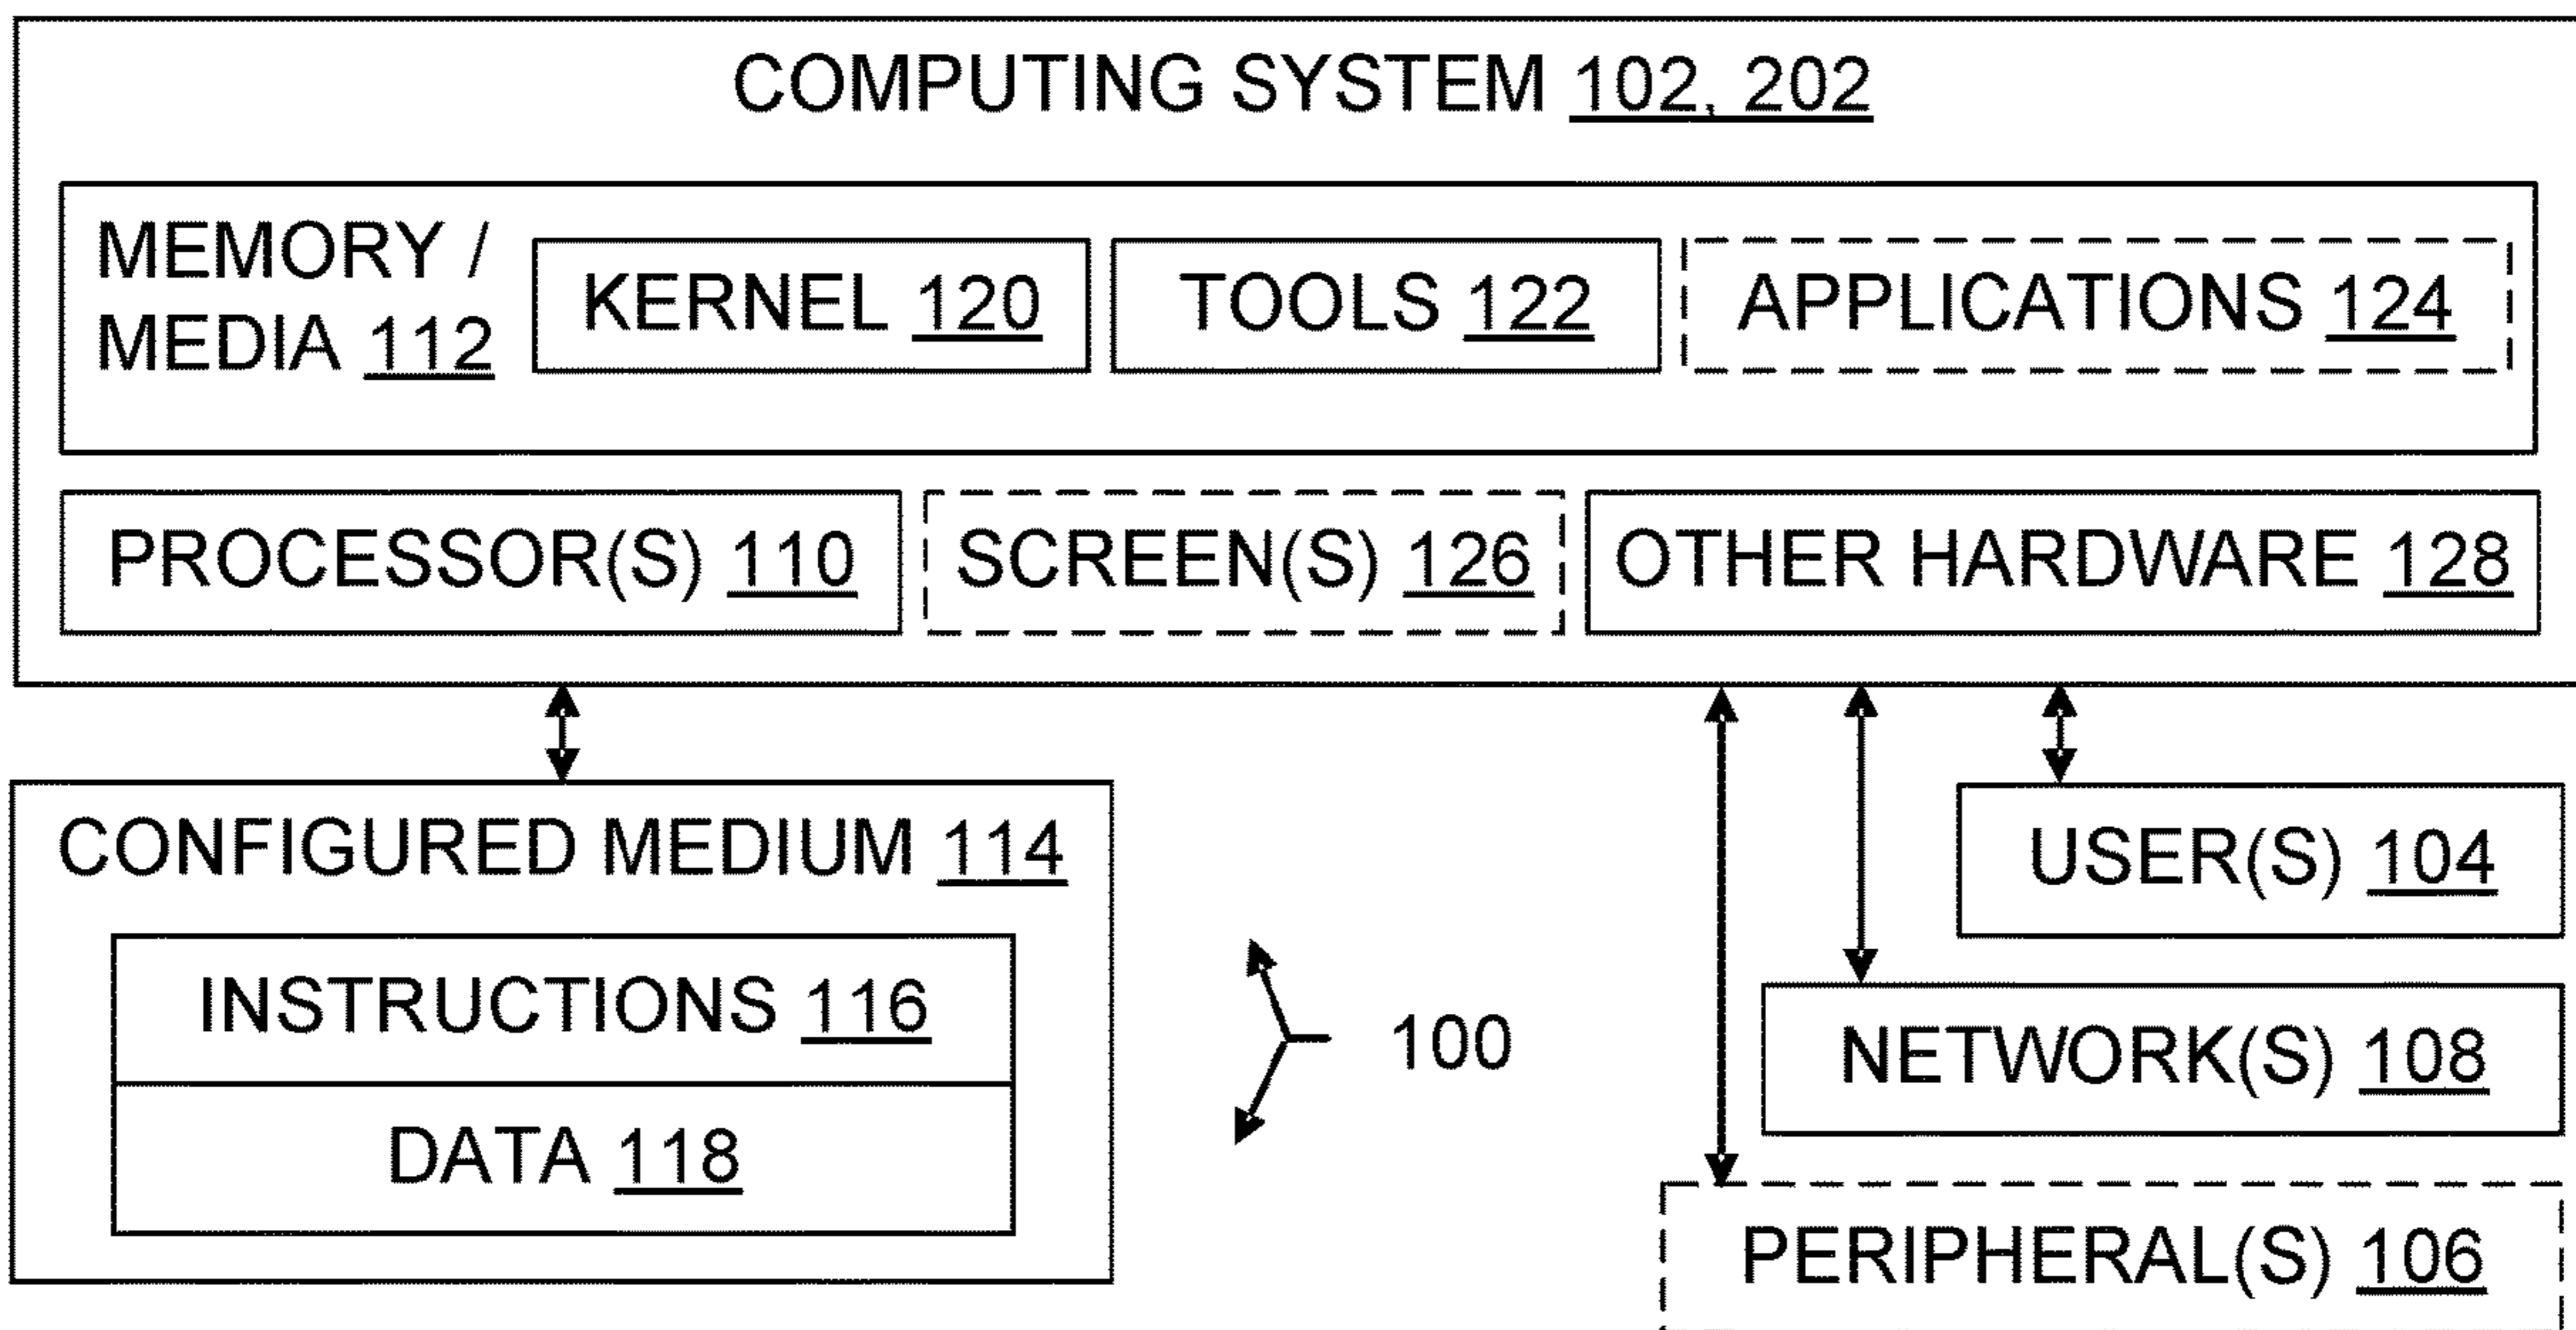 COMPUTING SYSTEM 102, 202
MEMORY /
MEDIA 112
KERNEL 120
TOOLS 122
APPLICATIONS 124
PROCESSOR(S) 110
SCREEN(S) 126
OTHER HARDWARE 128
CONFIGURED MEDIUM 114
INSTRUCTIONS 116
DATA 118
100
USER(S) 104
NETWORK(S) 108
PERIPHERAL(S) 106